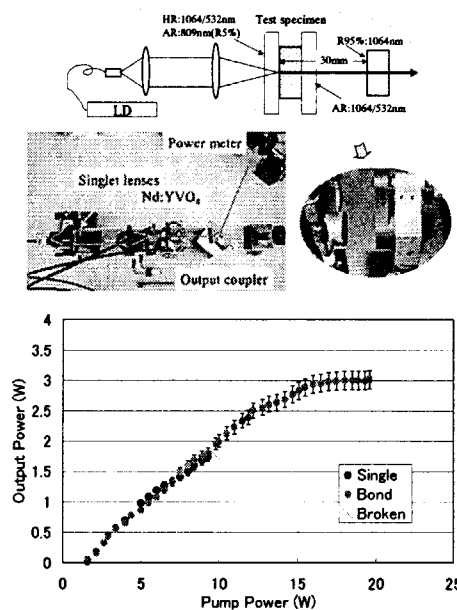 HR:1064/532nm
AR:809nm(R5%)
Test specimen
R95%:1064nm
30mm
LD
AR:1064/532nm
Power meter
Singlet lenses
Nd:YVO₄
Output coupler
Output Power (W)
4
3.5
3
2.5
2
1.5
1
0.5
0
Single
Bond
Broken
0
5
10
15
20
25
Pump Power (W)